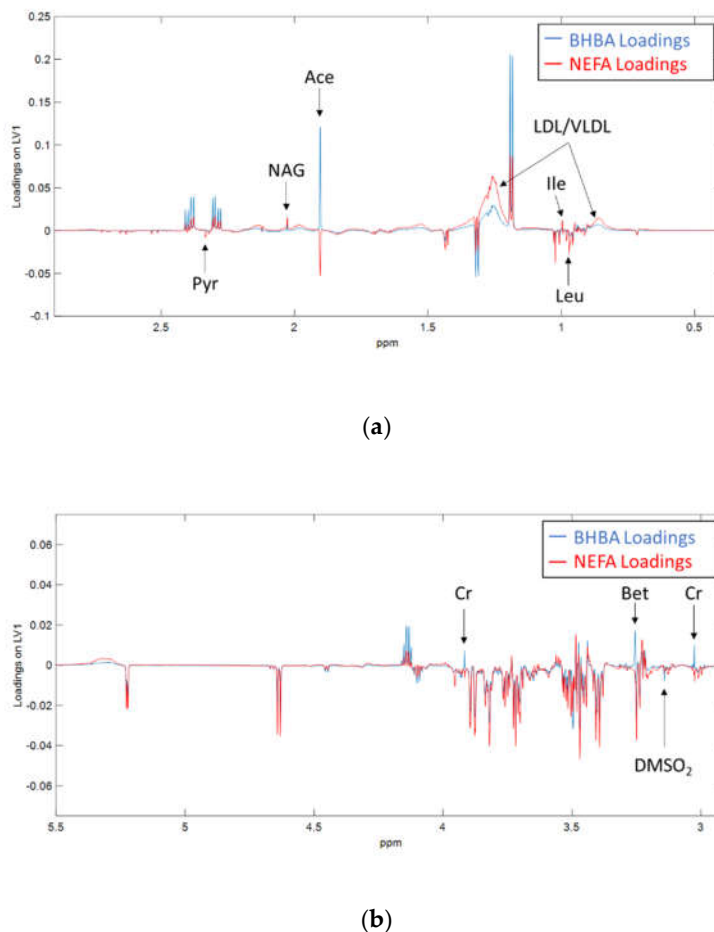 0.25
BHBA Loadings
NEFA Loadings
0.2
Ace
0.15
LDL/VLDL
Loadings on LV1
0.1
NAG
Ile
0.05
0
Pyr
Leu
-0.05
-0.1
2.5
2
1.5
1
0.5
ppm
(a)
0.06
BHBA Loadings
NEFA Loadings
0.04
Cr
Bet
Cr
0.02
Loadings on LV1
0
-0.02
-0.04
DMSO₂
-0.06
5.5
5
4.5
4
3.5
3
ppm
(b)